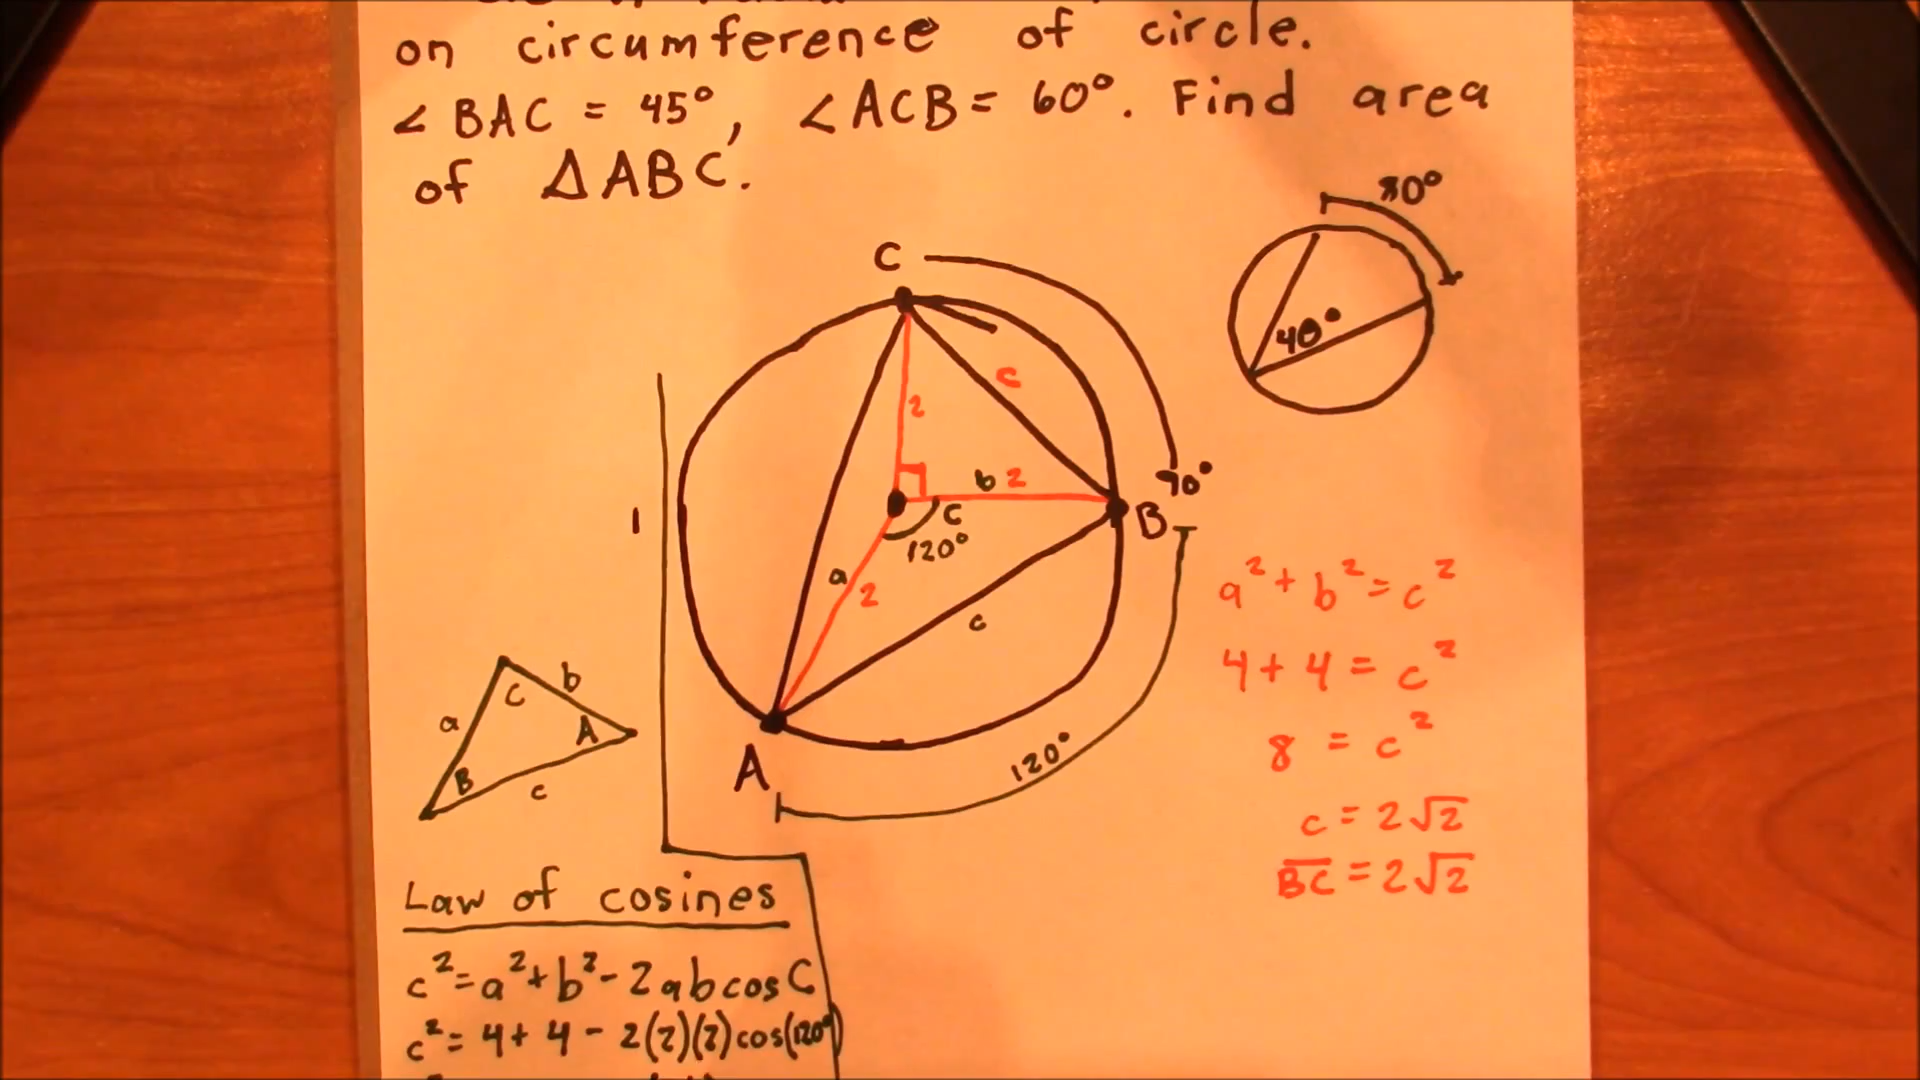 on circumference of circle.
∠BAC = 45°, ∠ACB = 60°. Find area
of ΔABC.
80°
40°
C
c
2
b 2
90°
C
B
120°
a
2
c
1
A
120°
a² + b² = c²
4 + 4 = c²
8 = c²
c = 2√2
BC = 2√2
C
b
a
A
B
c
Law of cosines
c² = a² + b² - 2abcosC
c² = 4 + 4 - 2(2)(2)cos(120°)